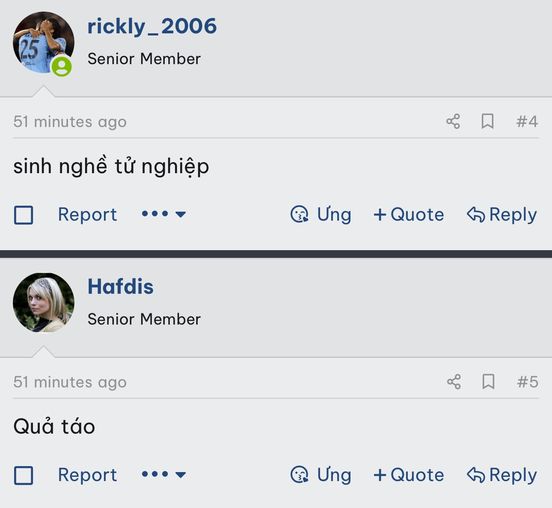 25
rickly_2006
Senior Member
51 minutes ago #4
sinh nghề tử nghiệp
Report ••• Ưng +Quote Reply
Hafdis
Senior Member
51 minutes ago #5
Quả táo
Report ••• Ưng +Quote Reply